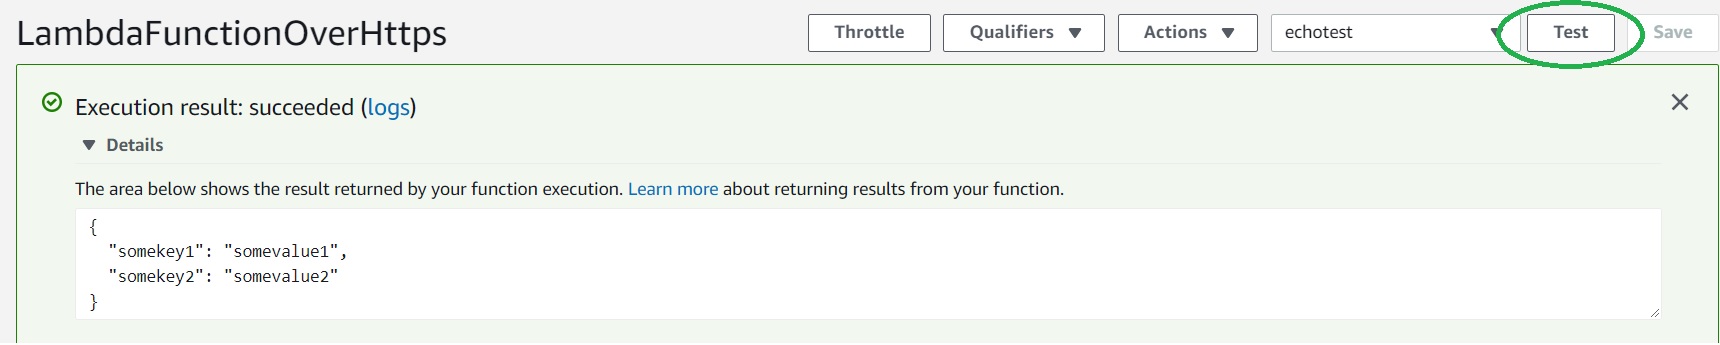 LambdaFunctionOverHttps Throttle Qualifiers Actions echotest Test Save
Execution result: succeeded (logs)
Details
The area below shows the result returned by your function execution. Learn more about returning results from your function.
{
"somekey1": "somevalue1",
"somekey2": "somevalue2"
}